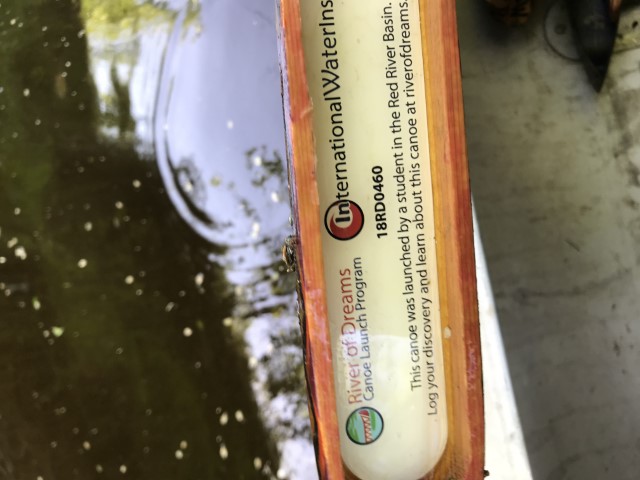 River of Dreams
Canoe Launch Program
InternationalWaterIns
18RD0460
This canoe was launched by a student in the Red River Basin.
Log your discovery and learn about this canoe at riverofdreams.